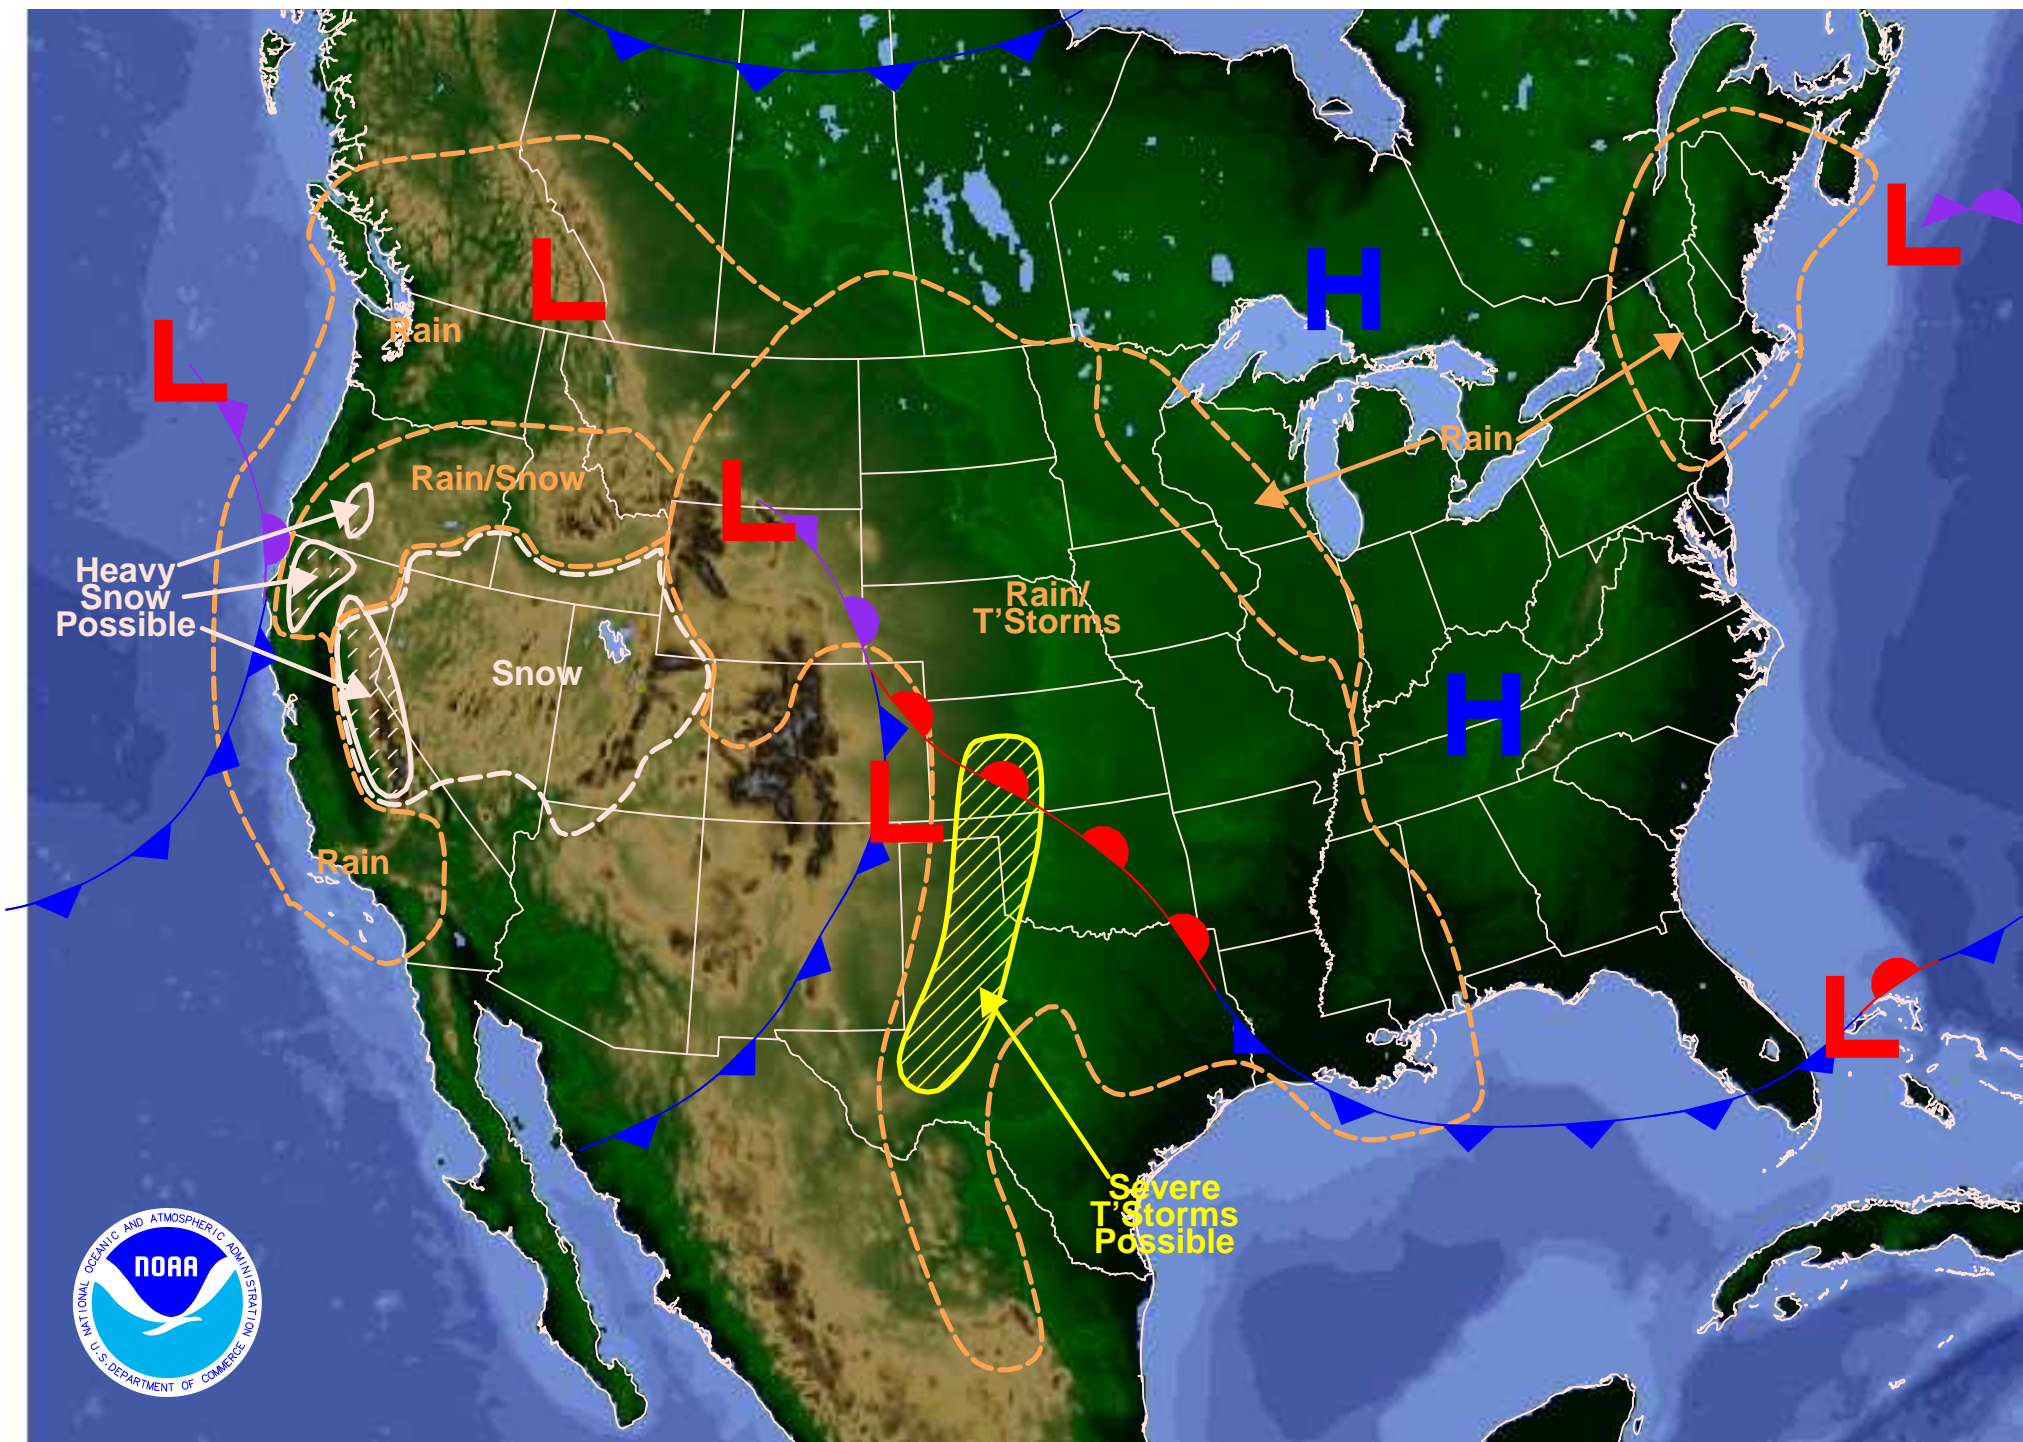 L
H
L
L
Rain
Rain
L
Rain/Snow
Heavy
Snow
Possible
Rain/
T'Storms
Snow
H
L
Rain
L
Severe
T'Storms
Possible
NATIONAL OCEANIC AND ATMOSPHERIC ADMINISTRATION
NOAA
U.S. DEPARTMENT OF COMMERCE